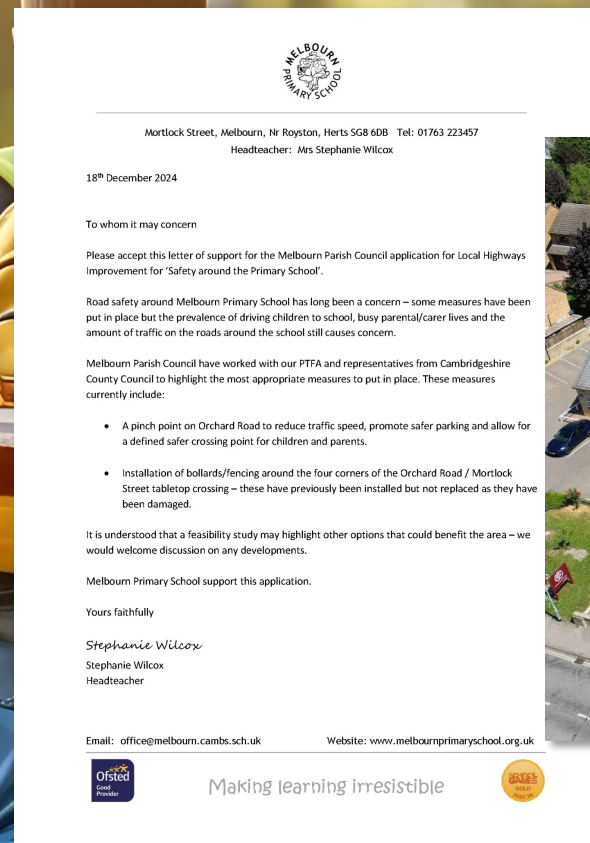 MELBOURN
PRIMARY SCHOOL
Mortlock Street, Melbourn, Nr Royston, Herts SG8 6DB Tel: 01763 223457
Headteacher: Mrs Stephanie Wilcox
18th December 2024
To whom it may concern
Please accept this letter of support for the Melbourn Parish Council application for Local Highways
Improvement for ‘Safety around the Primary School’.
Road safety around Melbourn Primary School has long been a concern – some measures have been
put in place but the prevalence of driving children to school, busy parental/carer lives and the
amount of traffic on the roads around the school still causes concern.
Melbourn Parish Council have worked with our PTFA and representatives from Cambridgeshire
County Council to highlight the most appropriate measures to put in place. These measures
currently include:
• A pinch point on Orchard Road to reduce traffic speed, promote safer parking and allow for
a defined safer crossing point for children and parents.
• Installation of bollards/fencing around the four corners of the Orchard Road / Mortlock
Street tabletop crossing – these have previously been installed but not replaced as they have
been damaged.
It is understood that a feasibility study may highlight other options that could benefit the area – we
would welcome discussion on any developments.
Melbourn Primary School support this application.
Yours faithfully
Stephanie Wilcox
Stephanie Wilcox
Headteacher
Email: office@melbourn.cambs.sch.uk Website: www.melbournprimaryschool.org.uk
Ofsted
Good
Provider
Making learning irresistible
GAMES
GOLD